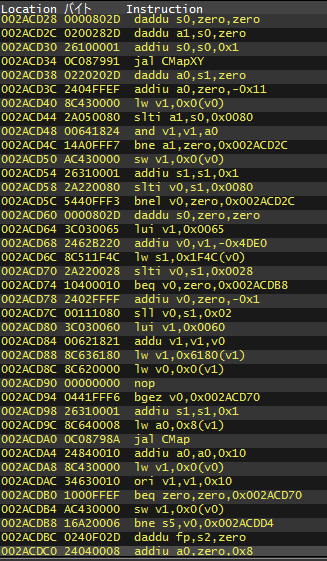 Location バイト Instruction
002ACD28 0000802D daddu s0,zero,zero
002ACD2C 0200282D daddu a1,s0,zero
002ACD30 26100001 addiu s0,s0,0x1
002ACD34 0C087991 jal CMapXY
002ACD38 0220202D daddu a0,s1,zero
002ACD3C 2404FFEF addiu a0,zero,-0x11
002ACD40 8C430000 lw v1,0x0(v0)
002ACD44 2A050080 slti a1,s0,0x0080
002ACD48 00641824 and v1,v1,a0
002ACD4C 14A0FFF7 bne a1,zero,0x002ACD2C
002ACD50 AC430000 sw v1,0x0(v0)
002ACD54 26310001 addiu s1,s1,0x1
002ACD58 2A220080 slti v0,s1,0x0080
002ACD5C 5440FFF3 bnel v0,zero,0x002ACD2C
002ACD60 0000802D daddu s0,zero,zero
002ACD64 3C030065 lui v1,0x0065
002ACD68 2462B220 addiu v0,v1,-0x4DE0
002ACD6C 8C511F4C lw s1,0x1F4C(v0)
002ACD70 2A220028 slti v0,s1,0x0028
002ACD74 10400010 beq v0,zero,0x002ACDB8
002ACD78 2402FFFF addiu v0,zero,-0x1
002ACD7C 00111080 sll v0,s1,0x02
002ACD80 3C030060 lui v1,0x0060
002ACD84 00621821 addu v1,v1,v0
002ACD88 8C636180 lw v1,0x6180(v1)
002ACD8C 8C620000 lw v0,0x0(v1)
002ACD90 00000000 nop
002ACD94 0441FFF6 bgez v0,0x002ACD70
002ACD98 26310001 addiu s1,s1,0x1
002ACD9C 8C640008 lw a0,0x8(v1)
002ACDA0 0C08798A jal CMap
002ACDA4 24840010 addiu a0,a0,0x10
002ACDA8 8C430000 lw v1,0x0(v0)
002ACDAC 34630010 ori v1,v1,0x10
002ACDB0 1000FFEF beq zero,zero,0x002ACD70
002ACDB4 AC430000 sw v1,0x0(v0)
002ACDB8 16A20006 bne s5,v0,0x002ACDD4
002ACDBC 0240F02D daddu fp,s2,zero
002ACDC0 24040008 addiu a0,zero,0x8